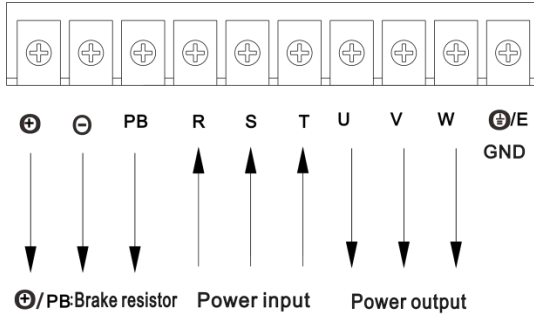 ⊕ ⊖ PB R S T U V W ⏚/E
GND
⊕/PB:Brake resistor Power input Power output